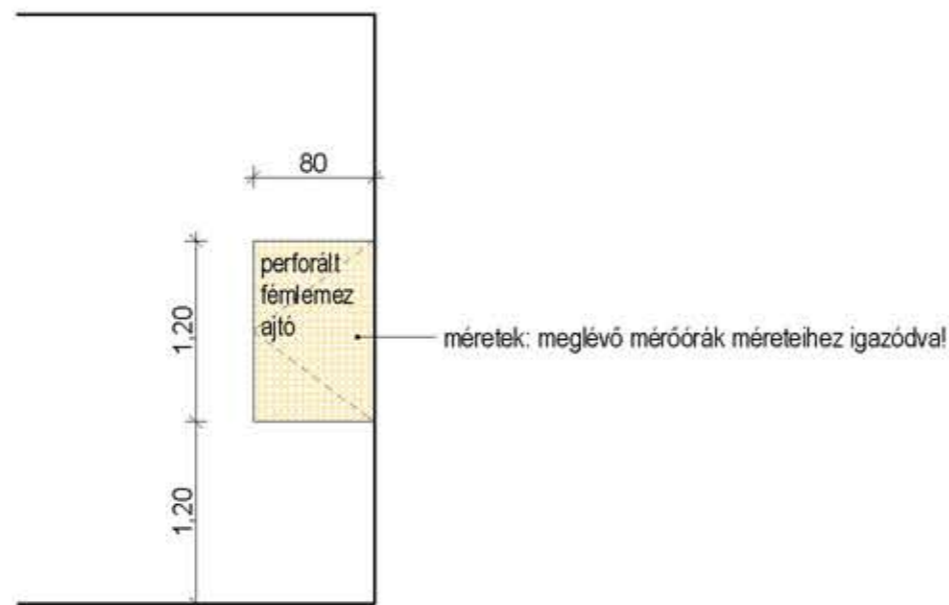 80
perforált
fémlemez
ajtó
1,20
méretek: meglévő mérőórák méreteihez igazódva!
1,20